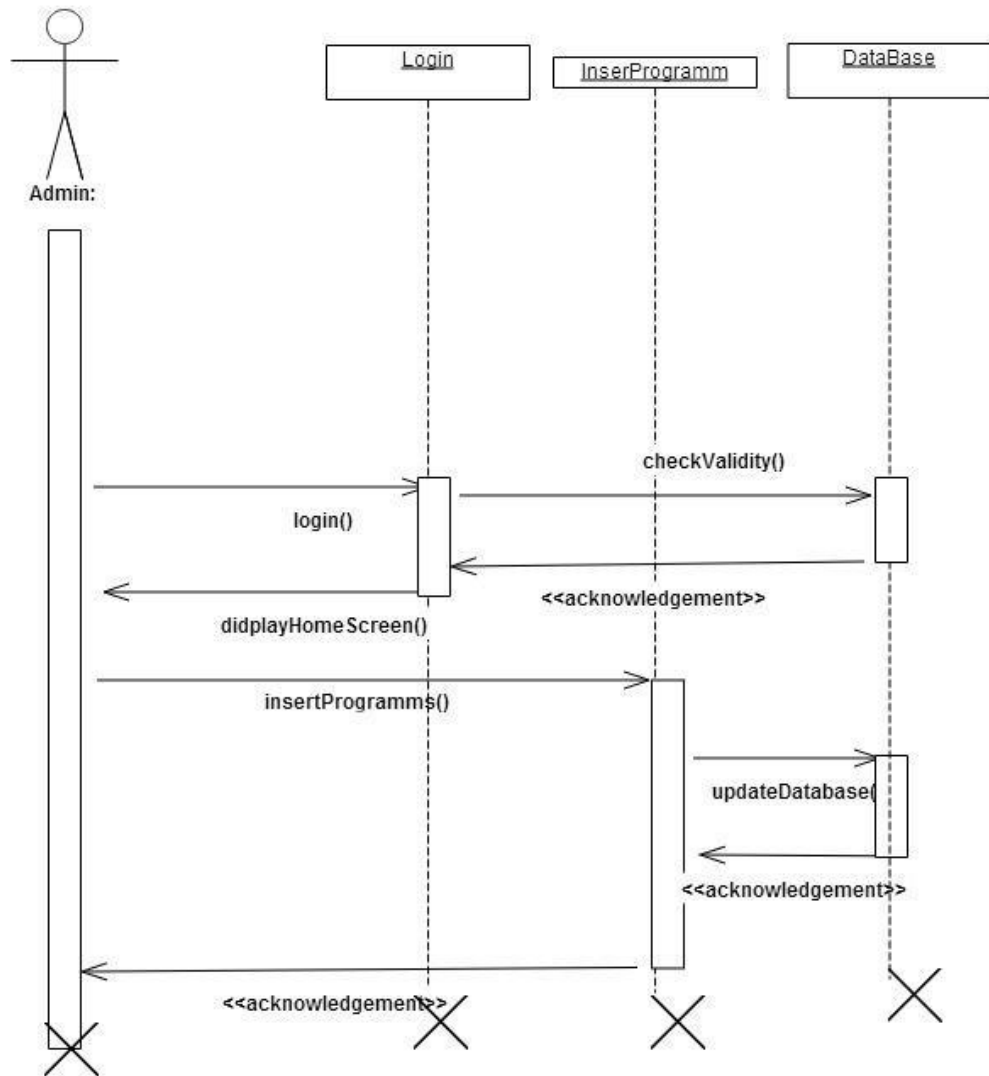 Login
InserProgramm
DataBase
Admin:
checkValidity()
login()
<<acknowledgement>>
didplayHomeScreen()
insertProgramms()
updateDatabase(
<<acknowledgement>>
<<acknowledgement>>